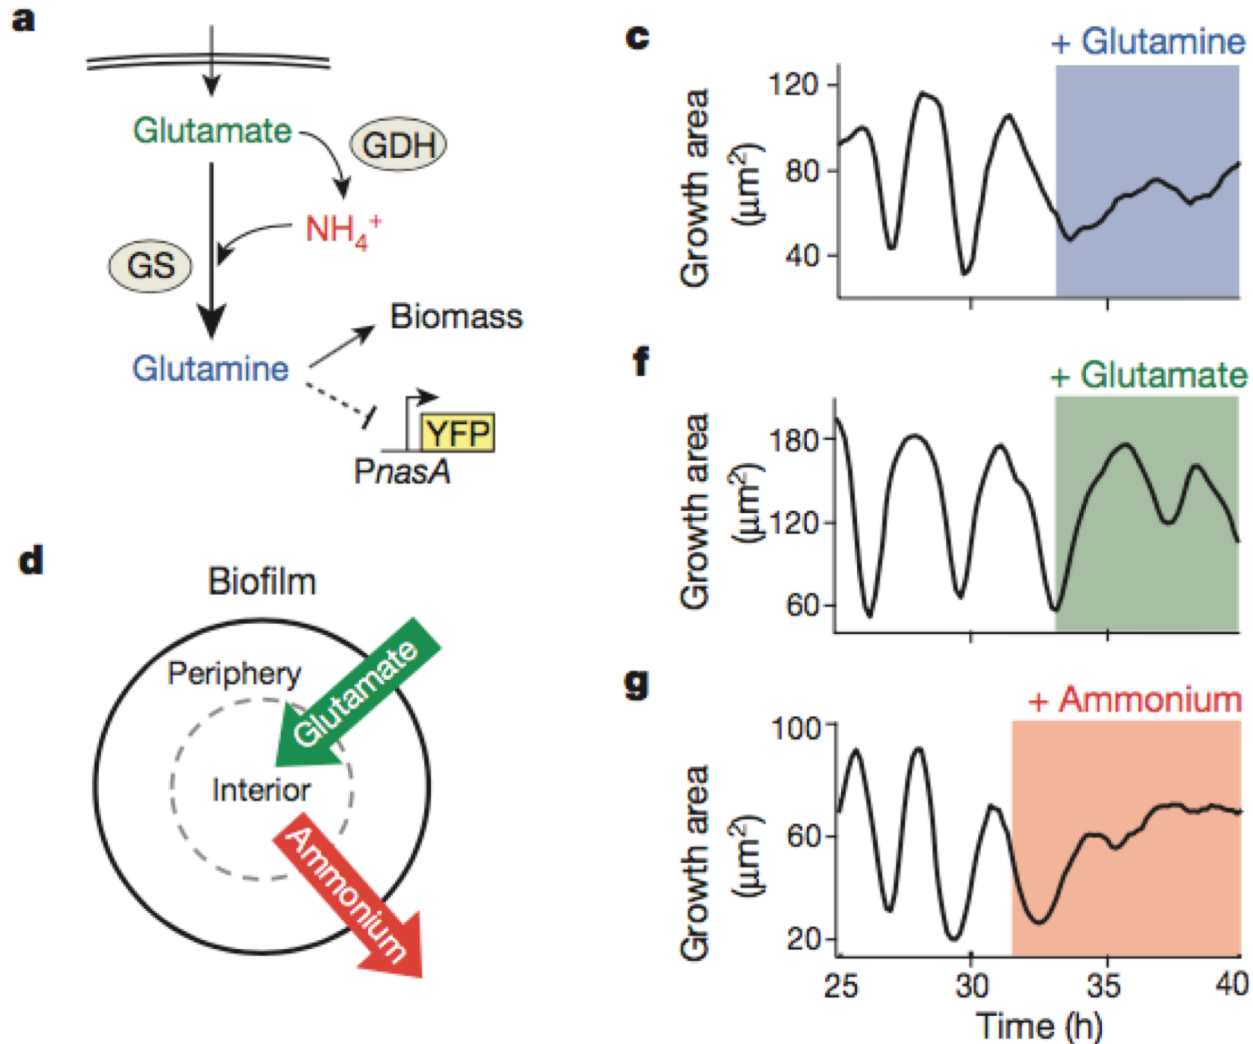 a
Glutamate
GDH
NH₄⁺
GS
Glutamine
Biomass
YFP
PnasA
d
Biofilm
Periphery
Glutamate
Interior
Ammonium
c
+ Glutamine
Growth area
(μm²)
120
80
40
f
+ Glutamate
Growth area
(μm²)
180
120
60
g
+ Ammonium
Growth area
(μm²)
100
60
20
25
30
35
40
Time (h)